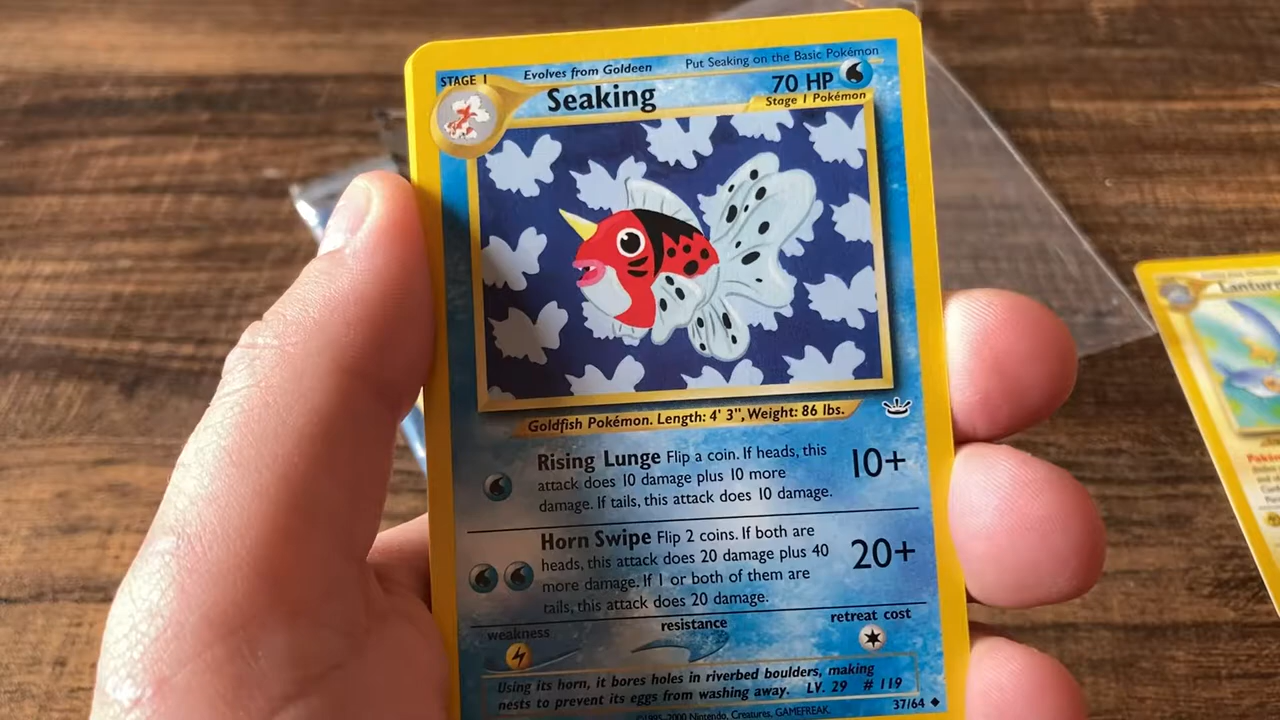 STAGE 1 Evolves from Goldeen Put Seaking on the Basic Pokémon
Seaking 70 HP
Stage 1 Pokémon
Goldfish Pokémon. Length: 4' 3", Weight: 86 lbs.
Rising Lunge Flip a coin. If heads, this
attack does 10 damage plus 10 more
damage. If tails, this attack does 10 damage.
10+
Horn Swipe Flip 2 coins. If both are
heads, this attack does 20 damage plus 40
more damage. If 1 or both of them are
tails, this attack does 20 damage.
20+
weakness resistance retreat cost
Using its horn, it bores holes in riverbed boulders, making
nests to prevent its eggs from washing away. LV. 29 # 119
©1995-2000 Nintendo, Creatures, GAMEFREAK.
37/64